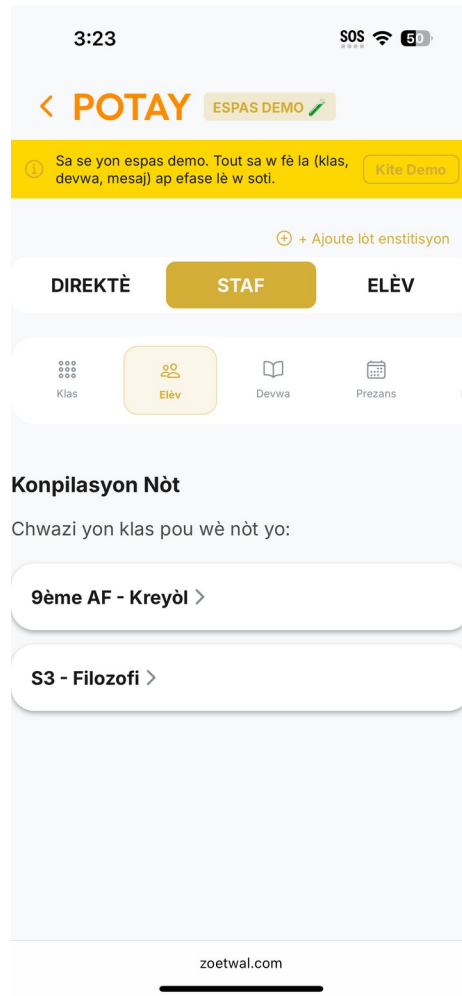 3:23
SOS
50
POTAY
ESPAS DEMO
Sa se yon espas demo. Tout sa w fè la (klas,
devwa, mesaj) ap efase lè w soti.
Kite Demo
+ Ajoute lòt enstitisyon
DIREKTÈ STAF ELÈV
Klas Elèv Devwa Prezans
Konpilasyon Nòt
Chwazi yon klas pou wè nòt yo:
9ème AF - Kreyòl >
S3 - Filozofi >
zoetwal.com